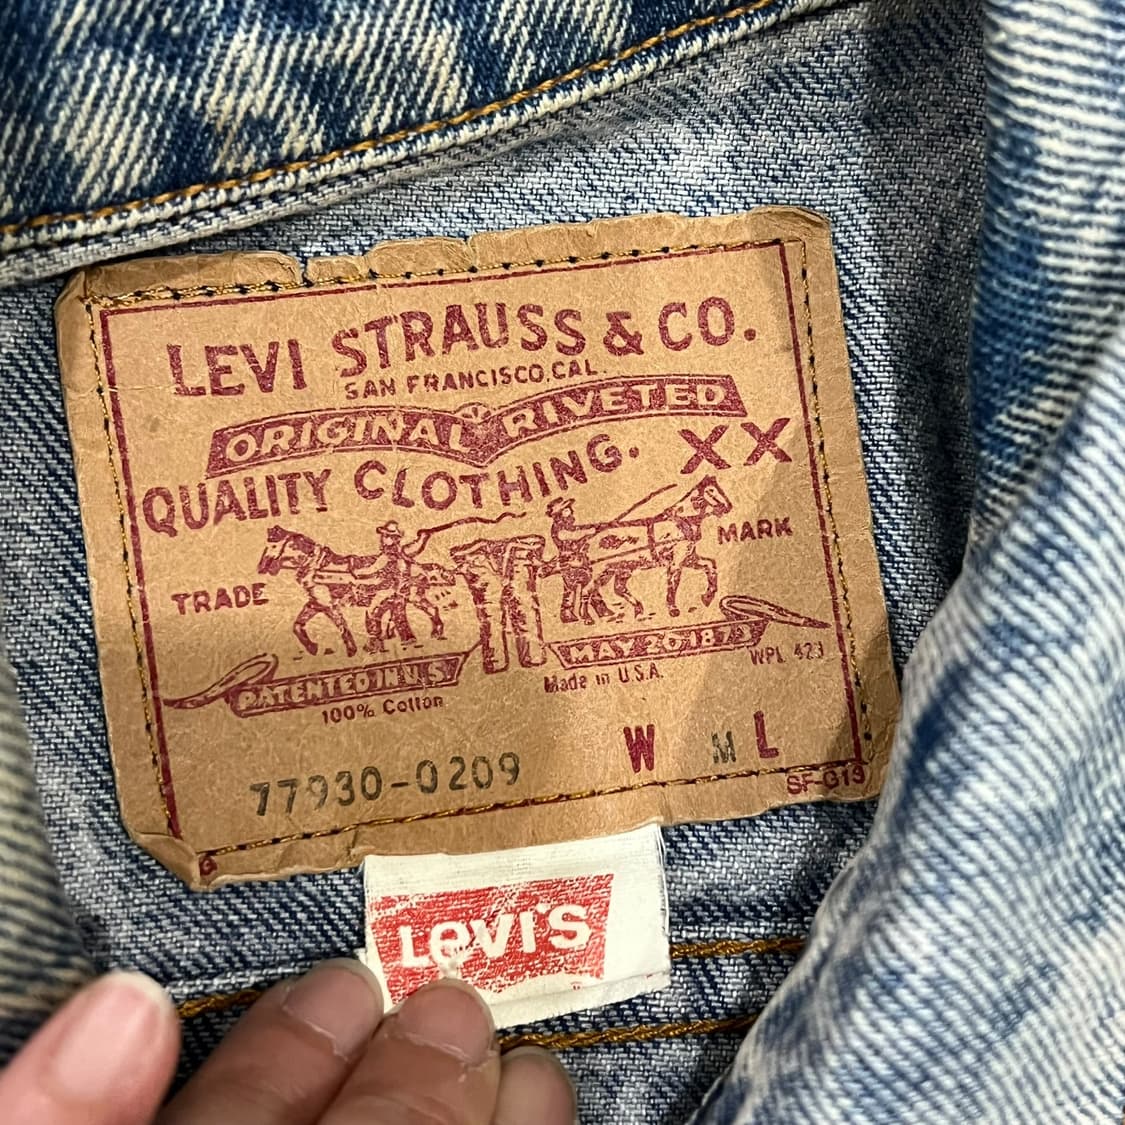 LEVI STRAUSS & CO.
SAN FRANCISCO, CAL.
ORIGINAL RIVETED
QUALITY CLOTHING. XX
TRADE MARK
PATENTED IN U.S. MAY 20 1873
100% Cotton Made in U.S.A. WPL 423
77930-0209 W M L
SF-G19
G
LEVI'S